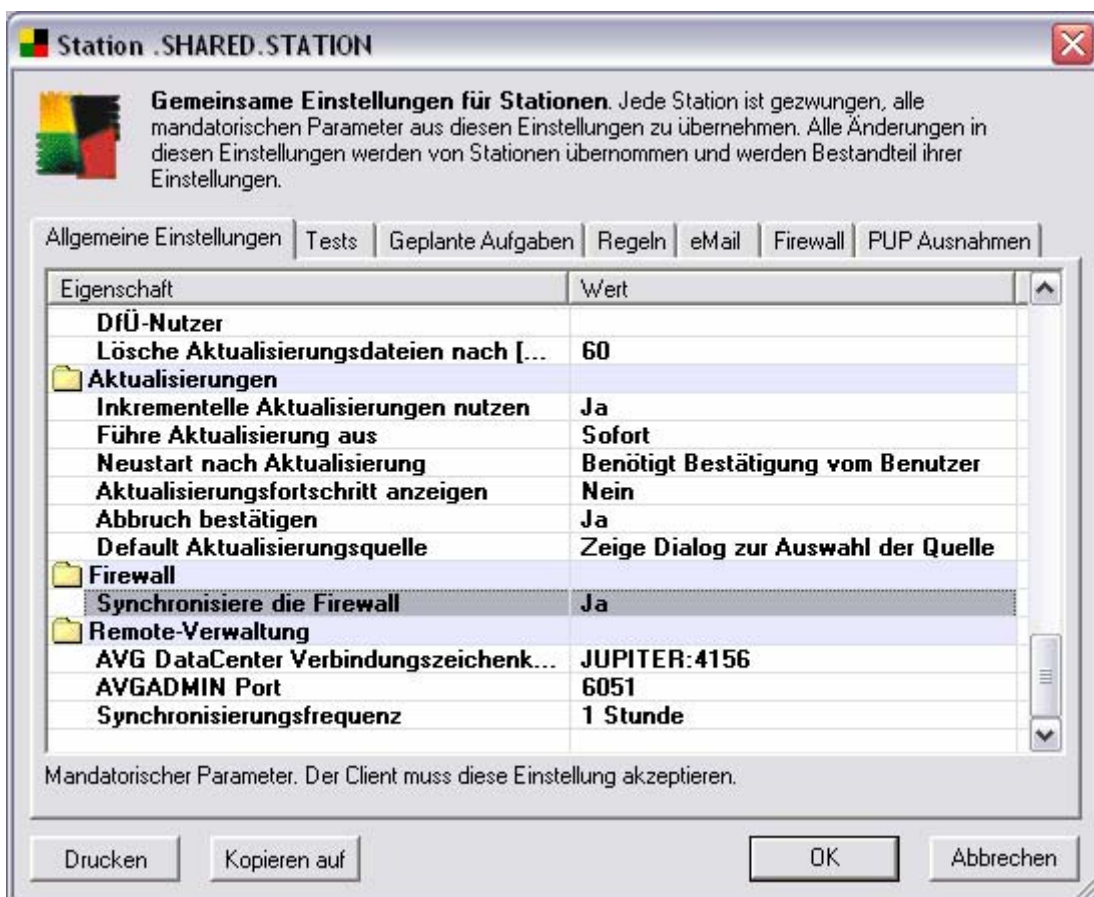 Station .SHARED.STATION
Gemeinsame Einstellungen für Stationen. Jede Station ist gezwungen, alle
mandatorischen Parameter aus diesen Einstellungen zu übernehmen. Alle Änderungen in
diesen Einstellungen werden von Stationen übernommen und werden Bestandteil ihrer
Einstellungen.
Allgemeine Einstellungen Tests Geplante Aufgaben Regeln eMail Firewall PUP Ausnahmen
Eigenschaft Wert
DfÜ-Nutzer
Lösche Aktualisierungsdateien nach [... 60
Aktualisierungen
Inkrementelle Aktualisierungen nutzen Ja
Führe Aktualisierung aus Sofort
Neustart nach Aktualisierung Benötigt Bestätigung vom Benutzer
Aktualisierungsfortschritt anzeigen Nein
Abbruch bestätigen Ja
Default Aktualisierungsquelle Zeige Dialog zur Auswahl der Quelle
Firewall
Synchronisiere die Firewall Ja
Remote-Verwaltung
AVG DataCenter Verbindungszeichenk... JUPITER:4156
AVGADMIN Port 6051
Synchronisierungsfrequenz 1 Stunde
Mandatorischer Parameter. Der Client muss diese Einstellung akzeptieren.
Drucken Kopieren auf OK Abbrechen